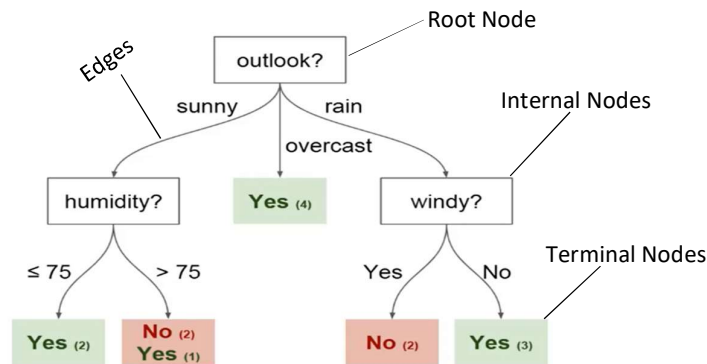 Root Node
outlook?
Edges
sunny
rain
overcast
Internal Nodes
humidity?
Yes (4)
windy?
≤ 75
> 75
Yes
No
Terminal Nodes
Yes (2)
No (2)
Yes (1)
No (2)
Yes (3)